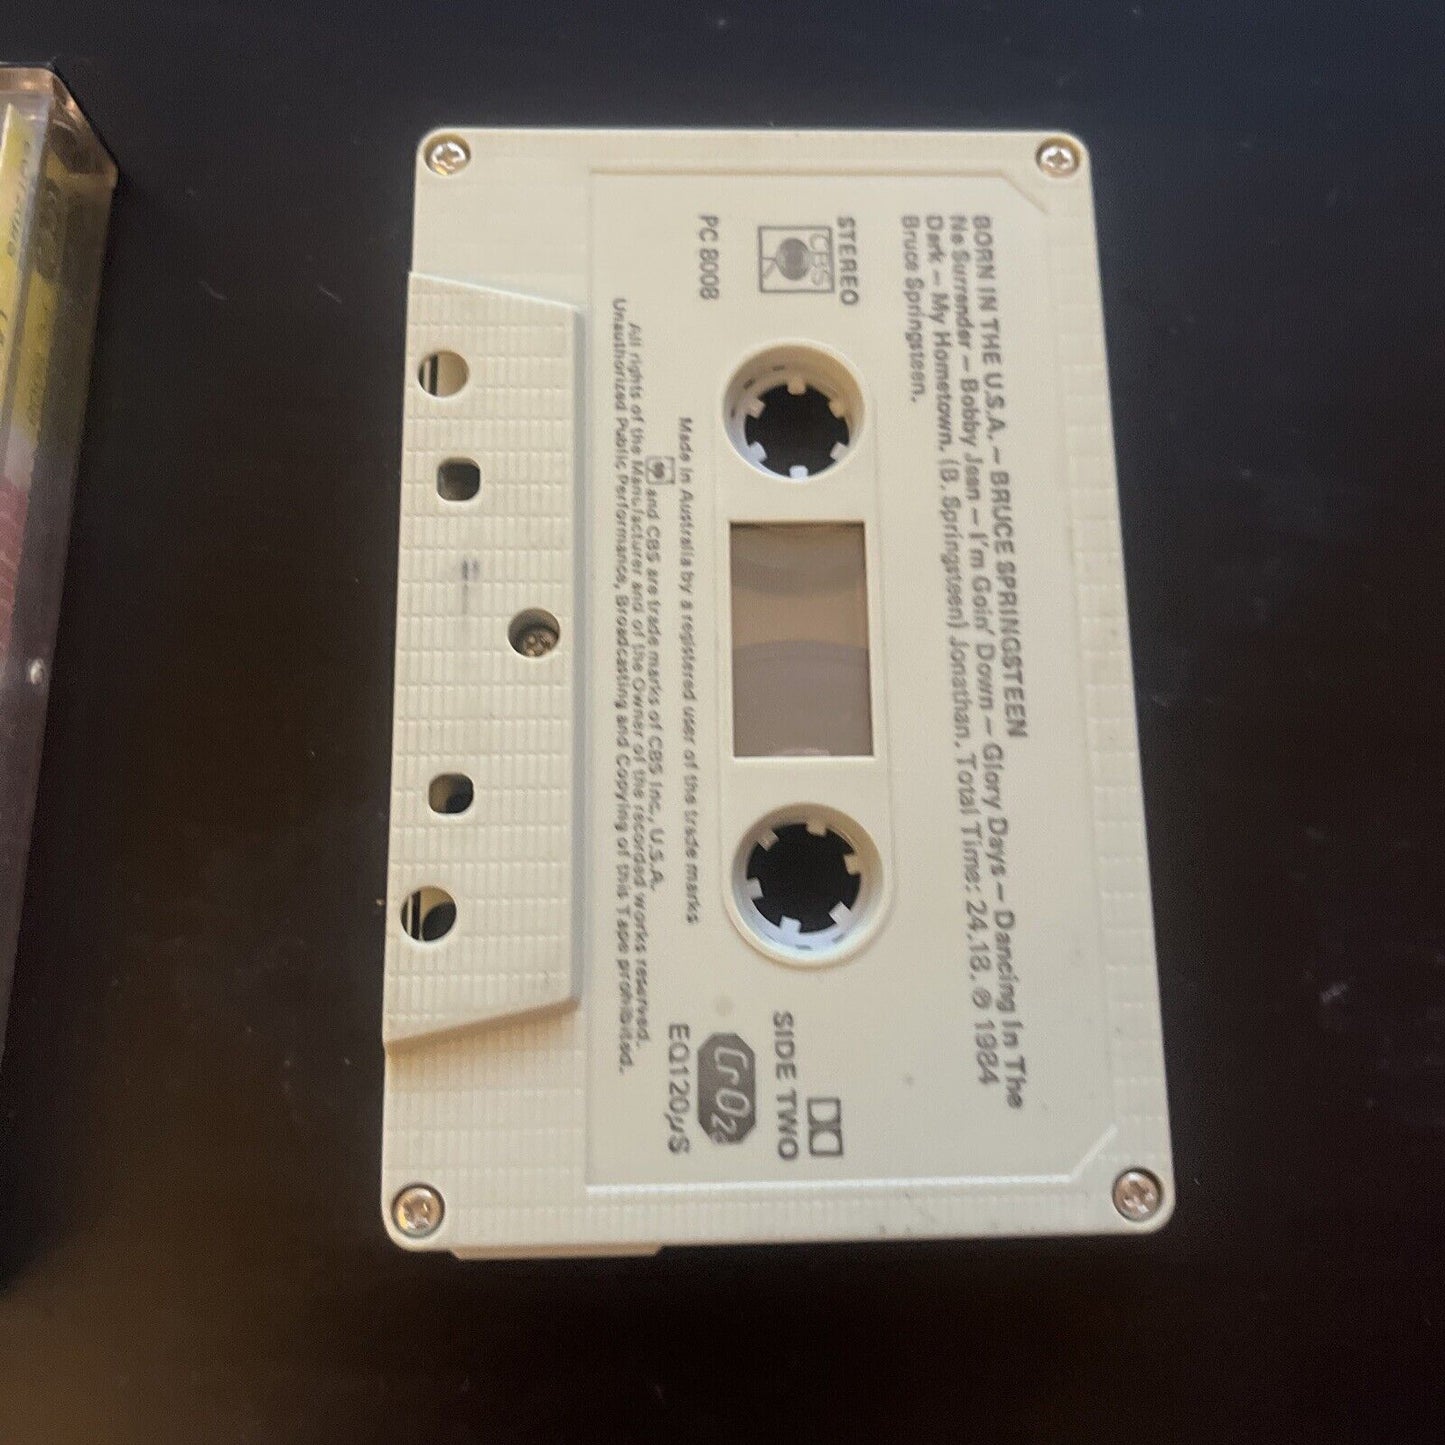 BORN IN THE U.S.A. – BRUCE SPRINGSTEEN
No Surrender – Bobby Jean – I'm Goin' Down – Glory Days – Dancing In The
Dark – My Hometown. (B. Springsteen) Jonathan. Total Time: 24.18. ℗ 1984
Bruce Springsteen.
STEREO
CBS
PC 8008
SIDE TWO
CrO2
EQ120µS
Made in Australia by a registered user of the trade marks
and CBS are trade marks of CBS Inc., U.S.A.
All rights of the Manufacturer and of the Owner of the recorded works reserved.
Unauthorized Public Performance, Broadcasting and Copying of this Tape prohibited.